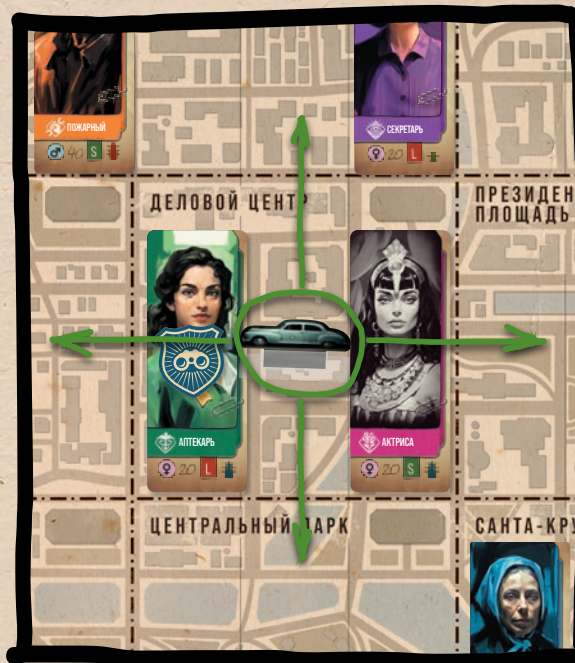 ПОЖАРНЫЙ
40 S
СЕКРЕТАРЬ
20 L
ДЕЛОВОЙ ЦЕНТР
ПРЕЗИДЕН
ПЛОЩАДЬ
АПТЕКАРЬ
20 L
АКТРИСА
20 S
ЦЕНТРАЛЬНЫЙ ПАРК
САНТА-КРУ